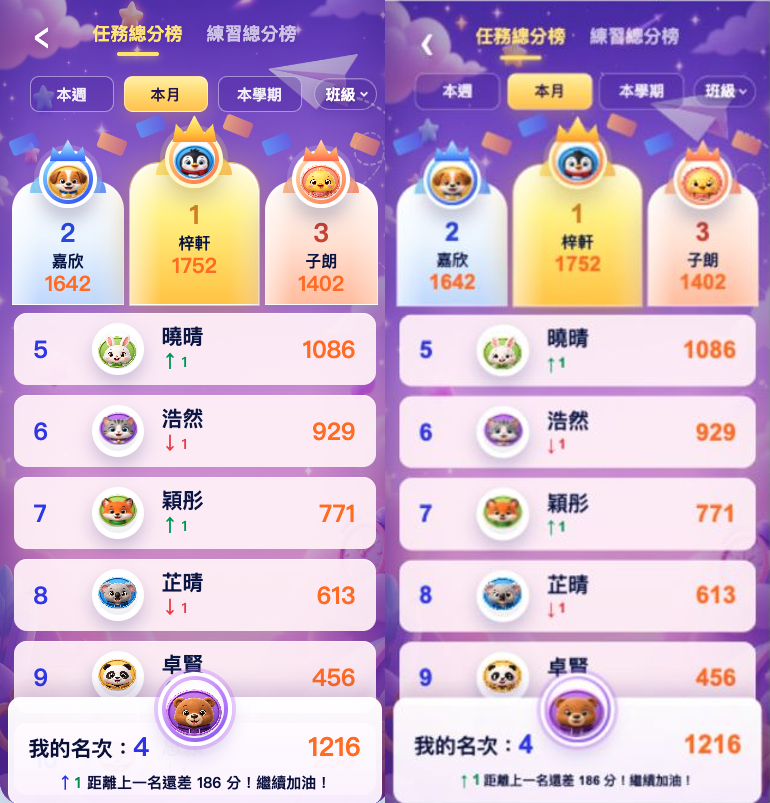 任務總分榜 練習總分榜
本週 本月 本學期 班級
1
2
梓軒
3
嘉欣
1752
子朗
1642
1402
5 曉晴 1086
↑ 1
6 浩然 929
↓ 1
7 穎彤 771
↑ 1
8 芷晴 613
↓ 1
9 卓賢 456
我的名次：4 1216
↑ 1 距離上一名還差 186 分！繼續加油！
任務總分榜 練習總分榜
本週 本月 本學期 班級
1
2
梓軒
3
嘉欣
1752
子朗
1642
1402
5 曉晴 1086
↑1
6 浩然 929
↓1
7 穎彤 771
↑1
8 芷晴 613
↓1
9 卓賢 456
我的名次：4 1216
↑1 距離上一名還差 186 分！繼續加油！